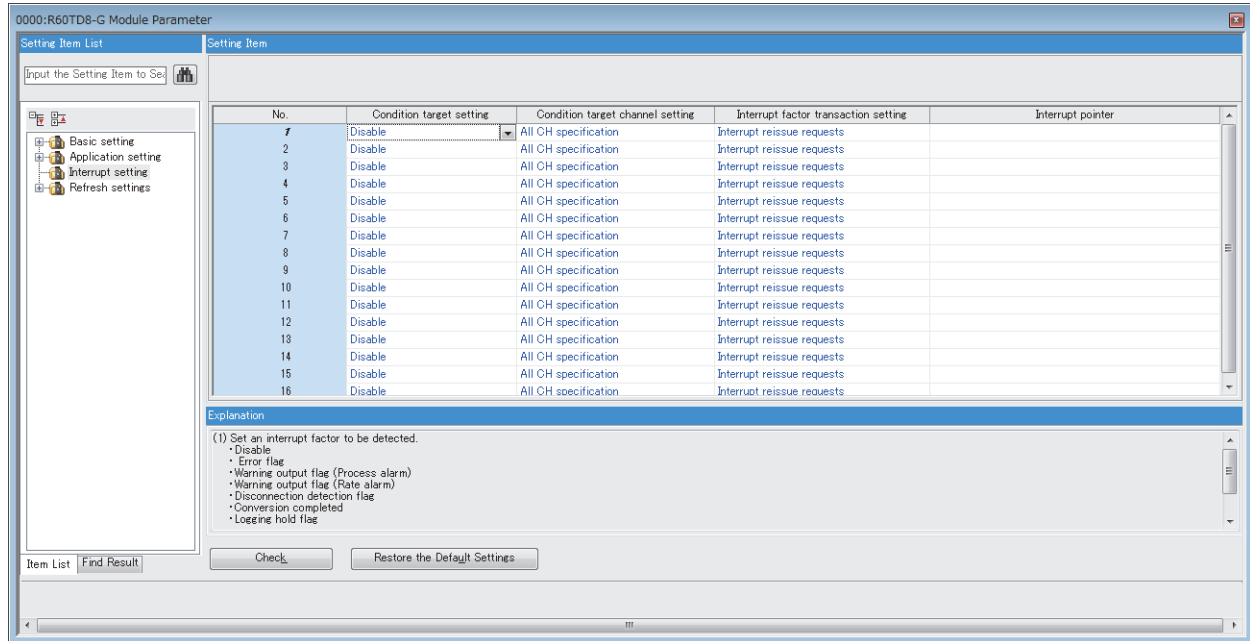 0000:R60TD8-G Module Parameter
Setting Item List
Setting Item
Input the Setting Item to Sea
Basic setting
Application setting
Interrupt setting
Refresh settings
No. Condition target setting Condition target channel setting Interrupt factor transaction setting Interrupt pointer
1 Disable All CH specification Interrupt reissue requests
2 Disable All CH specification Interrupt reissue requests
3 Disable All CH specification Interrupt reissue requests
4 Disable All CH specification Interrupt reissue requests
5 Disable All CH specification Interrupt reissue requests
6 Disable All CH specification Interrupt reissue requests
7 Disable All CH specification Interrupt reissue requests
8 Disable All CH specification Interrupt reissue requests
9 Disable All CH specification Interrupt reissue requests
10 Disable All CH specification Interrupt reissue requests
11 Disable All CH specification Interrupt reissue requests
12 Disable All CH specification Interrupt reissue requests
13 Disable All CH specification Interrupt reissue requests
14 Disable All CH specification Interrupt reissue requests
15 Disable All CH specification Interrupt reissue requests
16 Disable All CH specification Interrupt reissue requests
Explanation
(1) Set an interrupt factor to be detected.
・Disable
・ Error flag
・Warning output flag (Process alarm)
・Warning output flag (Rate alarm)
・Disconnection detection flag
・Conversion completed
・Logging hold flag
Item List Find Result
Check Restore the Default Settings